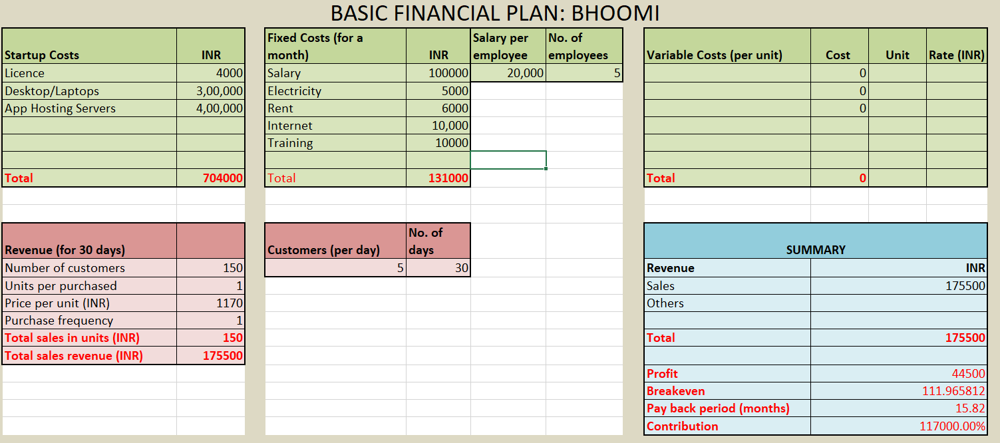 BASIC FINANCIAL PLAN: BHOOMI
Startup Costs INR
Licence 4000
Desktop/Laptops 3,00,000
App Hosting Servers 4,00,000
Total 704000
Fixed Costs (for a month) INR Salary per employee No. of employees
Salary 100000 20,000 5
Electricity 5000
Rent 6000
Internet 10,000
Training 10000
Total 131000
Variable Costs (per unit) Cost Unit Rate (INR)
0
0
0
Total 0
Revenue (for 30 days)
Number of customers 150
Units per purchased 1
Price per unit (INR) 1170
Purchase frequency 1
Total sales in units (INR) 150
Total sales revenue (INR) 175500
Customers (per day) No. of days
5 30
SUMMARY
Revenue INR
Sales 175500
Others
Total 175500
Profit 44500
Breakeven 111.965812
Pay back period (months) 15.82
Contribution 117000.00%